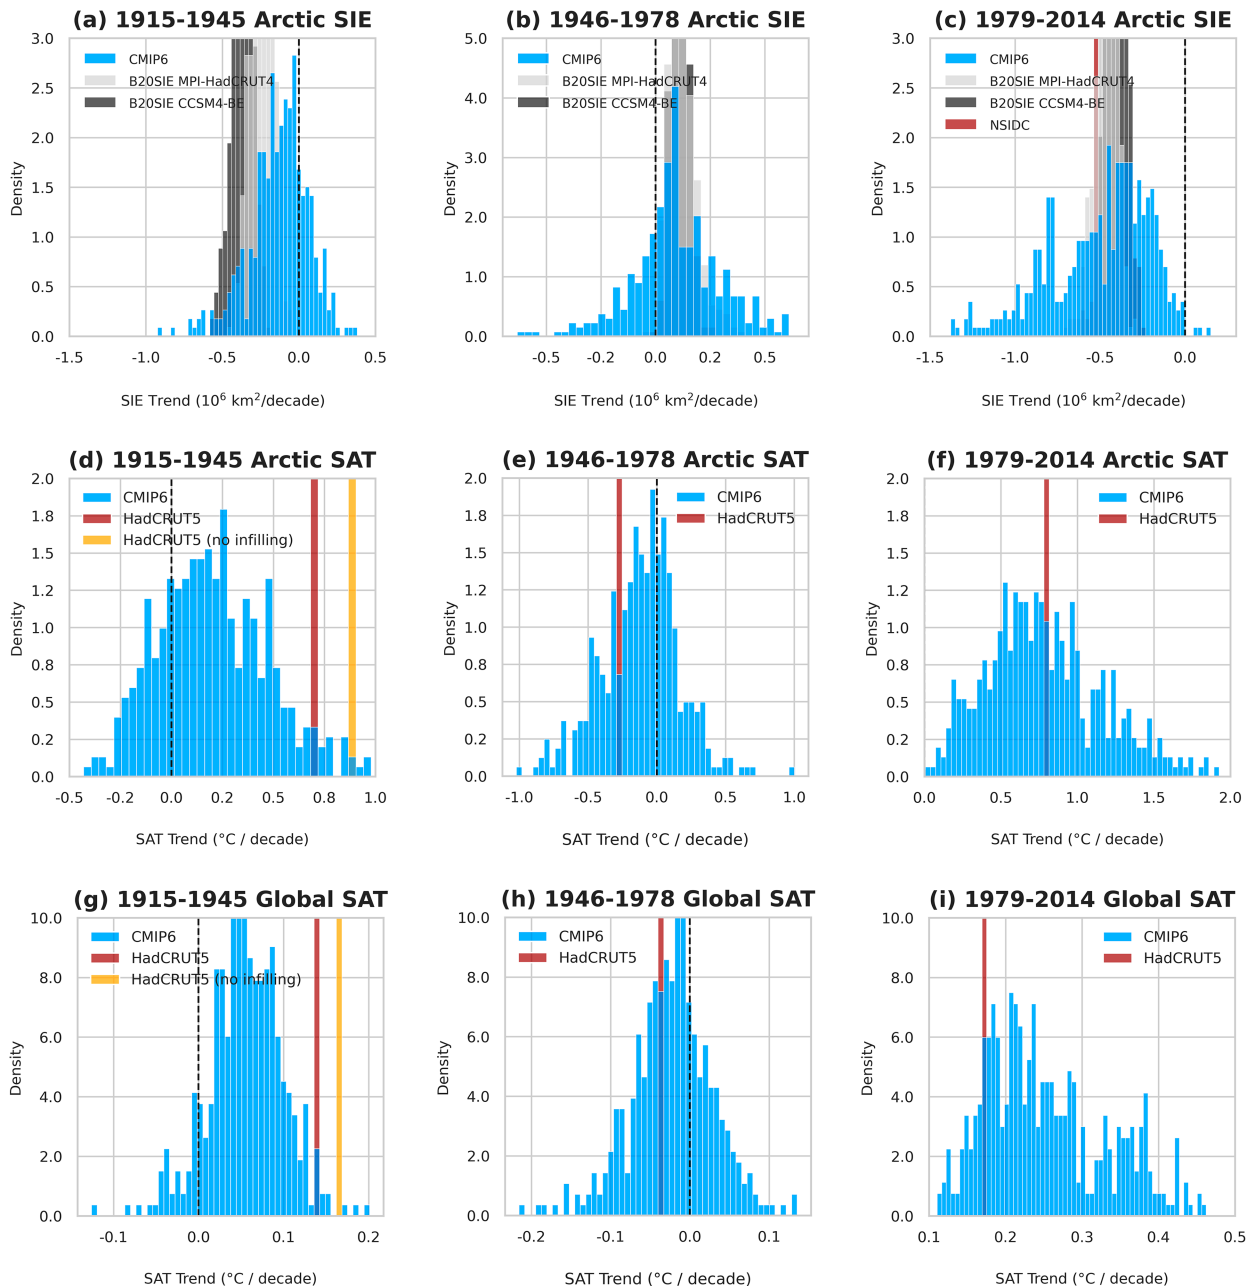 (a) 1915-1945 Arctic SIE
3.0
2.5
2.0
1.5
1.0
0.5
0.0
Density
CMIP6
B20SIE MPI-HadCRUT4
B20SIE CCSM4-BE
-1.5 -1.0 -0.5 0.0 0.5
SIE Trend (10⁶ km²/decade)
(b) 1946-1978 Arctic SIE
5.0
4.0
3.0
2.0
1.0
0.0
Density
CMIP6
B20SIE MPI-HadCRUT4
B20SIE CCSM4-BE
-0.5 -0.2 0.0 0.2 0.5
SIE Trend (10⁶ km²/decade)
(c) 1979-2014 Arctic SIE
3.0
2.5
2.0
1.5
1.0
0.5
0.0
Density
CMIP6
B20SIE MPI-HadCRUT4
B20SIE CCSM4-BE
NSIDC
-1.5 -1.0 -0.5 0.0
SIE Trend (10⁶ km²/decade)
(d) 1915-1945 Arctic SAT
2.0
1.8
1.5
1.2
1.0
0.8
0.5
0.2
0.0
Density
CMIP6
HadCRUT5
HadCRUT5 (no infilling)
-0.5 -0.2 0.0 0.2 0.5 0.8 1.0
SAT Trend (°C / decade)
(e) 1946-1978 Arctic SAT
2.0
1.8
1.5
1.2
1.0
0.8
0.5
0.2
0.0
Density
CMIP6
HadCRUT5
-1.0 -0.5 0.0 0.5 1.0
SAT Trend (°C / decade)
(f) 1979-2014 Arctic SAT
2.0
1.8
1.5
1.2
1.0
0.8
0.5
0.2
0.0
Density
CMIP6
HadCRUT5
0.0 0.5 1.0 1.5 2.0
SAT Trend (°C / decade)
(g) 1915-1945 Global SAT
10.0
8.0
6.0
4.0
2.0
0.0
Density
CMIP6
HadCRUT5
HadCRUT5 (no infilling)
-0.1 0.0 0.1 0.2
SAT Trend (°C / decade)
(h) 1946-1978 Global SAT
10.0
8.0
6.0
4.0
2.0
0.0
Density
CMIP6
HadCRUT5
-0.2 -0.1 0.0 0.1
SAT Trend (°C / decade)
(i) 1979-2014 Global SAT
10.0
8.0
6.0
4.0
2.0
0.0
Density
CMIP6
HadCRUT5
0.1 0.2 0.3 0.4 0.5
SAT Trend (°C / decade)